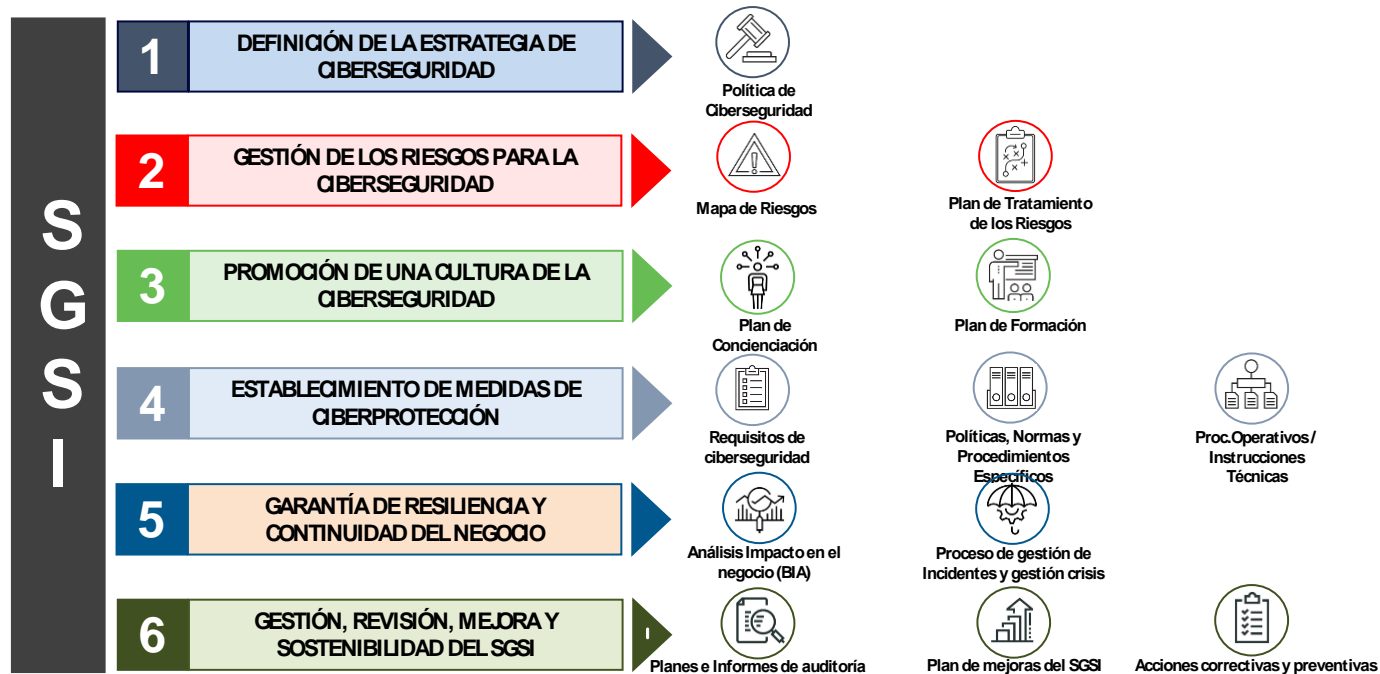 SGSI
1
DEFINICIÓN DE LA ESTRATEGIA DE
CIBERSEGURIDAD
Política de
Ciberseguridad
2
GESTIÓN DE LOS RIESGOS PARA LA
CIBERSEGURIDAD
Mapa de Riesgos
Plan de Tratamiento
de los Riesgos
3
PROMOCIÓN DE UNA CULTURA DE LA
CIBERSEGURIDAD
Plan de
Concienciación
Plan de Formación
4
ESTABLECIMIENTO DE MEDIDAS DE
CIBERPROTECCIÓN
Requisitos de
ciberseguridad
Políticas, Normas y
Procedimientos
Específicos
Proc.Operativos/
Instrucciones
Técnicas
5
GARANTÍA DE RESILIENCIA Y
CONTINUIDAD DEL NEGOCIO
Análisis Impacto en el
negocio (BIA)
Proceso de gestión de
Incidentes y gestión crisis
6
GESTIÓN, REVISIÓN, MEJORA Y
SOSTENIBILIDAD DEL SGSI
I
Planes e Informes de auditoría
Plan de mejoras del SGSI
Acciones correctivas y preventivas